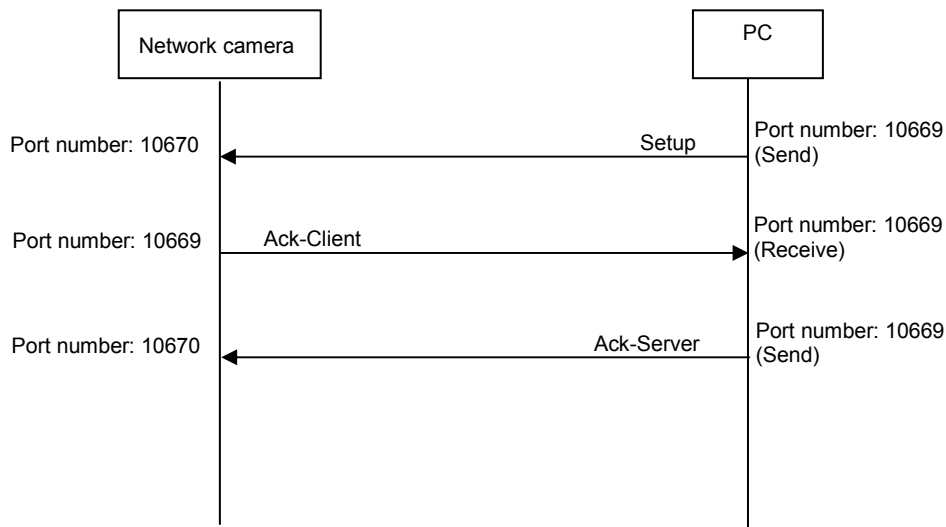 Network camera
PC
Port number: 10670
Setup
Port number: 10669
(Send)
Port number: 10669
Ack-Client
Port number: 10669
(Receive)
Port number: 10670
Ack-Server
Port number: 10669
(Send)